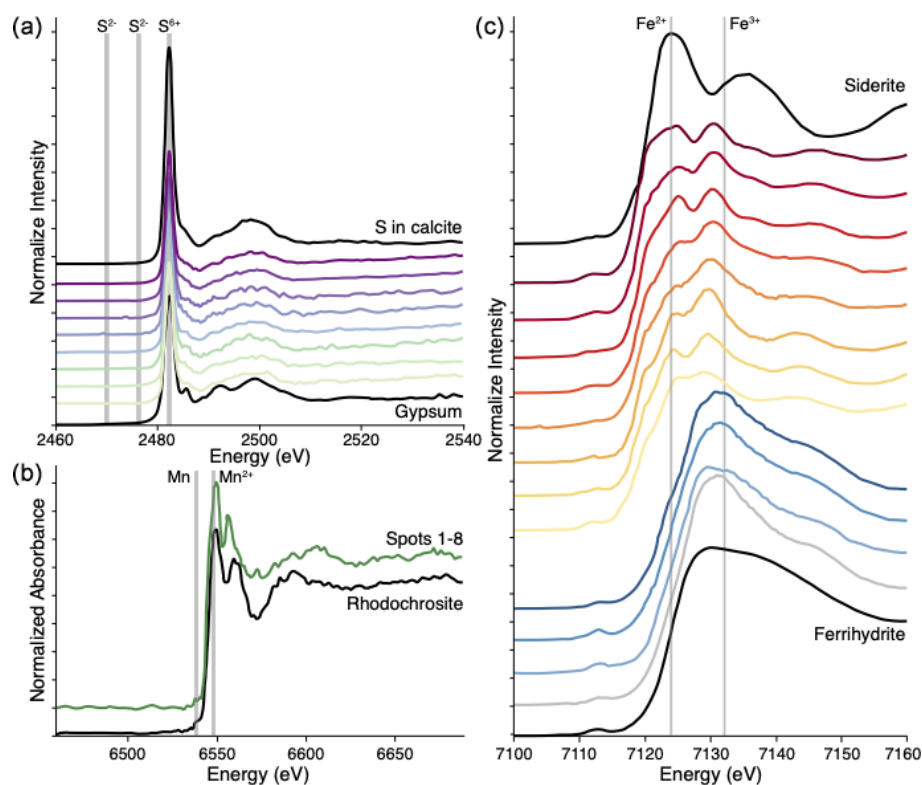 (a)
S²⁻ S²⁻ S⁶⁺
Normalize Intensity
S in calcite
Gypsum
2460 2480 2500 2520 2540
Energy (eV)
(b)
Mn Mn²⁺
Normalized Absorbance
Spots 1-8
Rhodochrosite
6500 6550 6600 6650
Energy (eV)
(c)
Fe²⁺ Fe³⁺
Siderite
Normalize Intensity
Ferrihydrite
7100 7110 7120 7130 7140 7150 7160
Energy (eV)